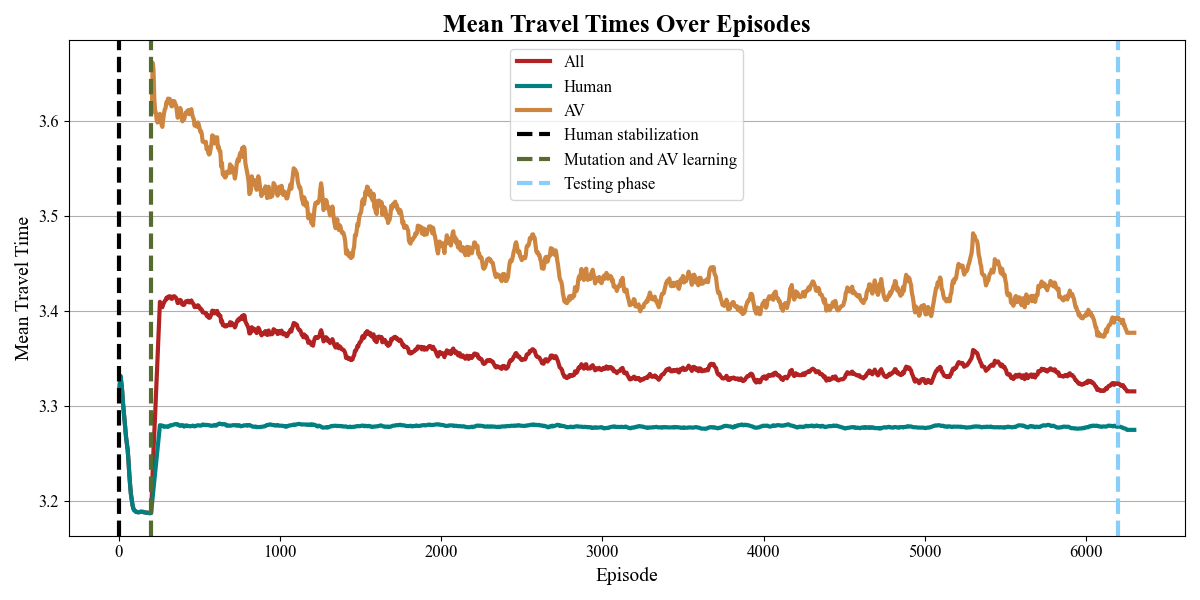 Mean Travel Times Over Episodes
All
Human
AV
Human stabilization
Mutation and AV learning
Testing phase
Mean Travel Time
3.6
3.5
3.4
3.3
3.2
0
1000
2000
3000
4000
5000
6000
Episode